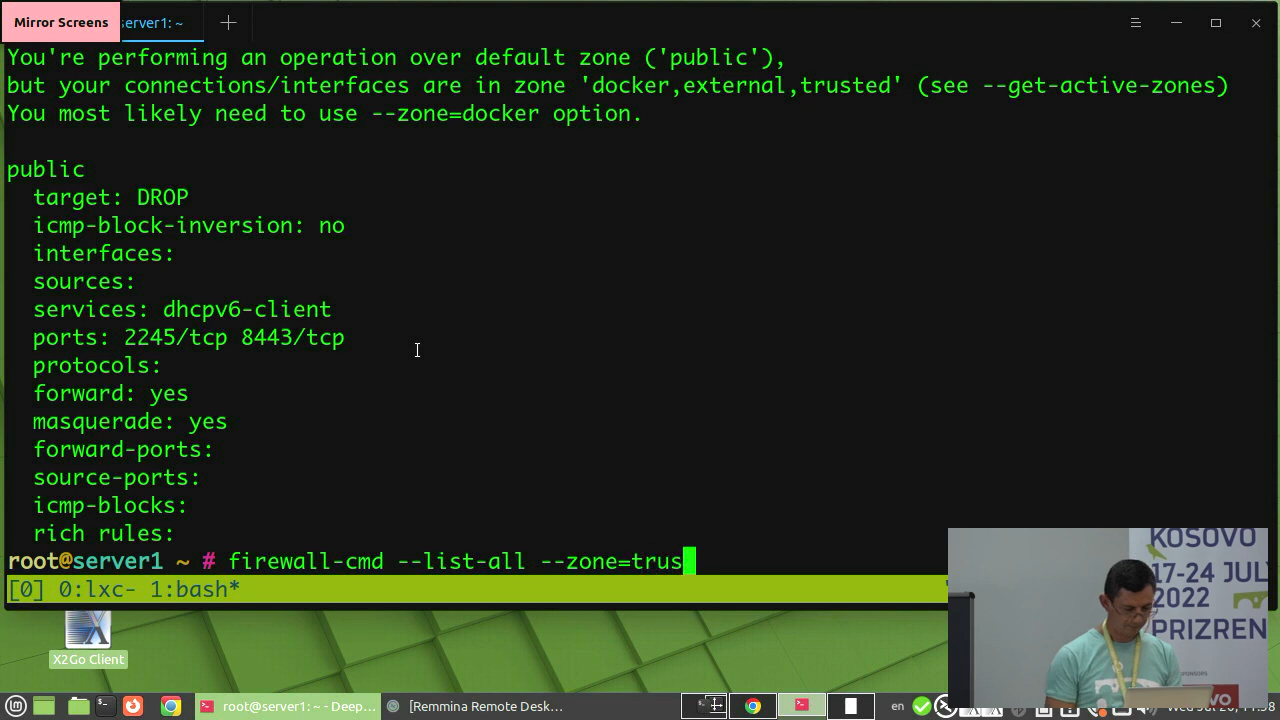 Mirror Screens
server1: ~
You're performing an operation over default zone ('public'),
but your connections/interfaces are in zone 'docker,external,trusted' (see --get-active-zones)
You most likely need to use --zone=docker option.
public
target: DROP
icmp-block-inversion: no
interfaces:
sources:
services: dhcpv6-client
ports: 2245/tcp 8443/tcp
protocols:
forward: yes
masquerade: yes
forward-ports:
source-ports:
icmp-blocks:
rich rules:
root@server1 ~ # firewall-cmd --list-all --zone=trus
[0] 0:lxc- 1:bash*
KOSOVO
17-24 JUL
2022
PRIZREN
X2Go Client
root@server1: ~ - Deep...
[Remmina Remote Desk...
en